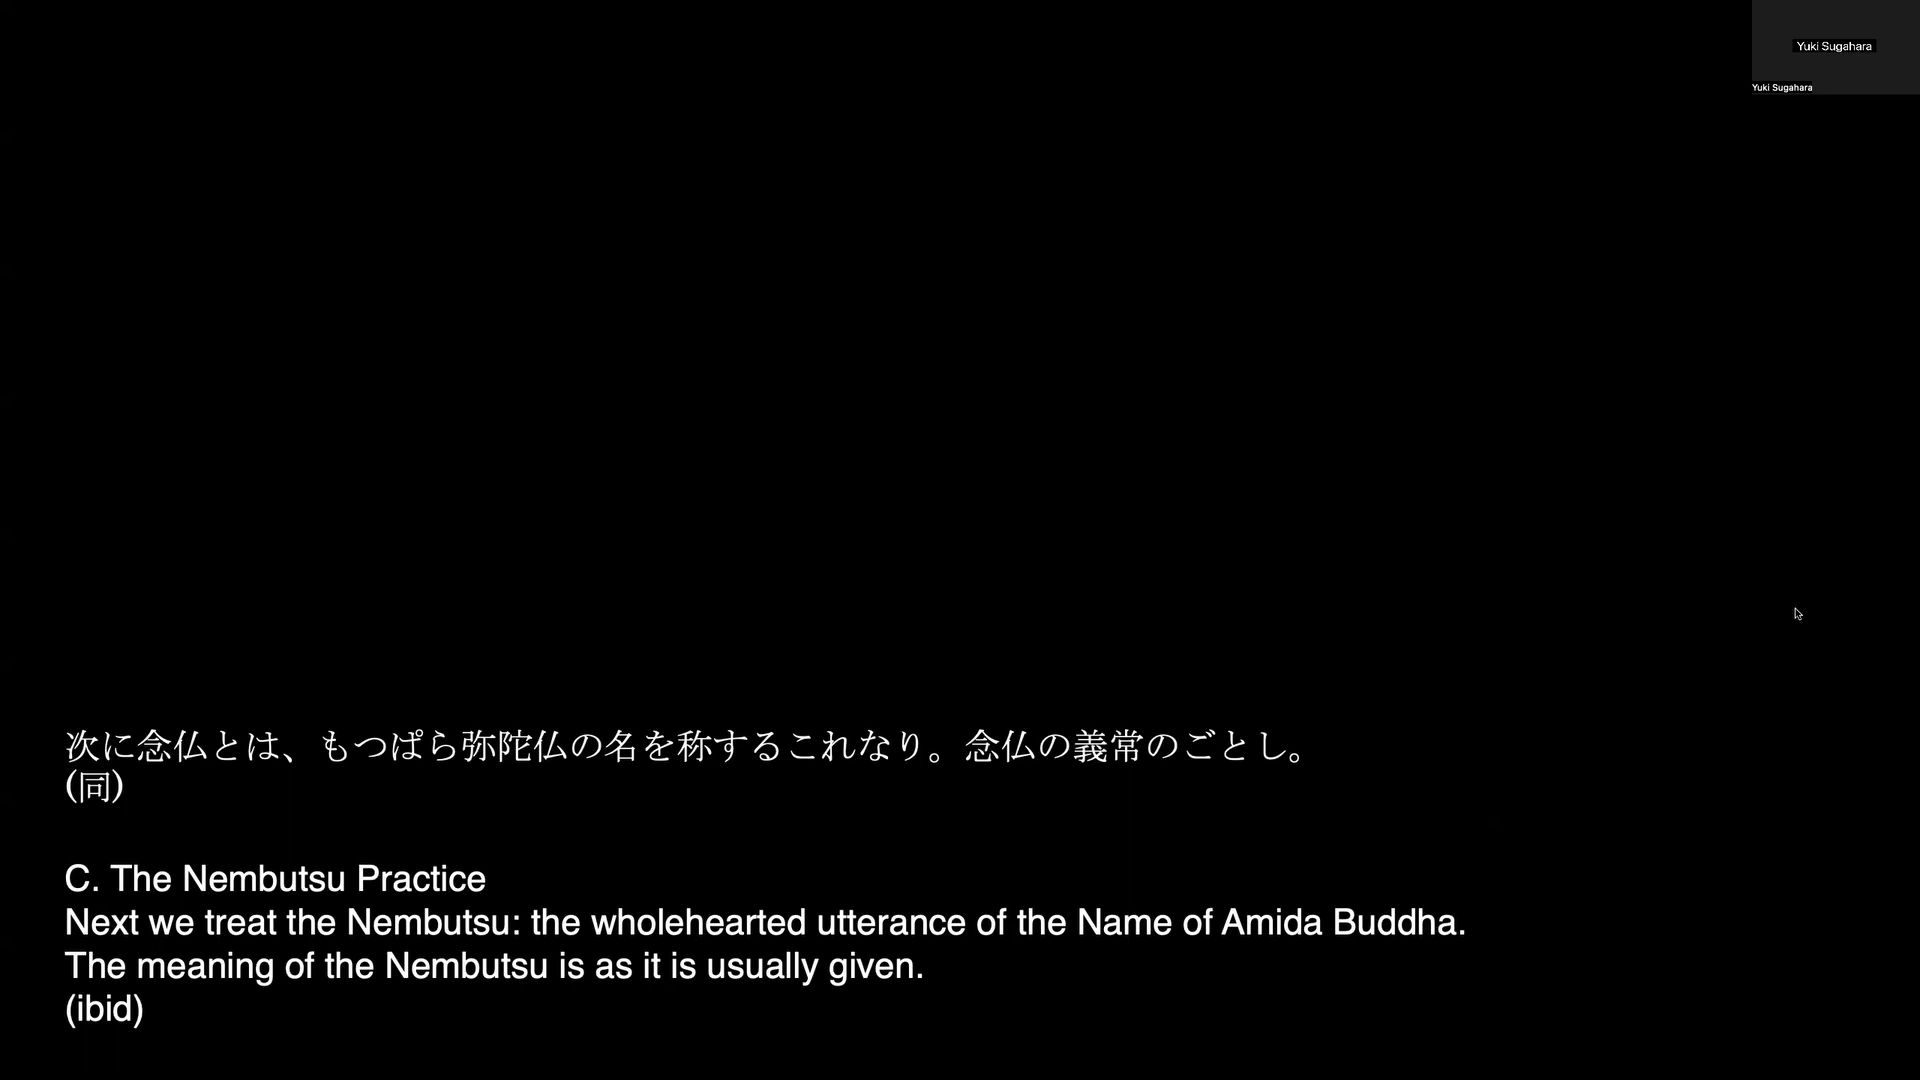 Yuki Sugahara
Yuki Sugahara
次に念仏とは、もつぱら弥陀仏の名を称するこれなり。念仏の義常のごとし。
(同)
C. The Nembutsu Practice
Next we treat the Nembutsu: the wholehearted utterance of the Name of Amida Buddha.
The meaning of the Nembutsu is as it is usually given.
(ibid)